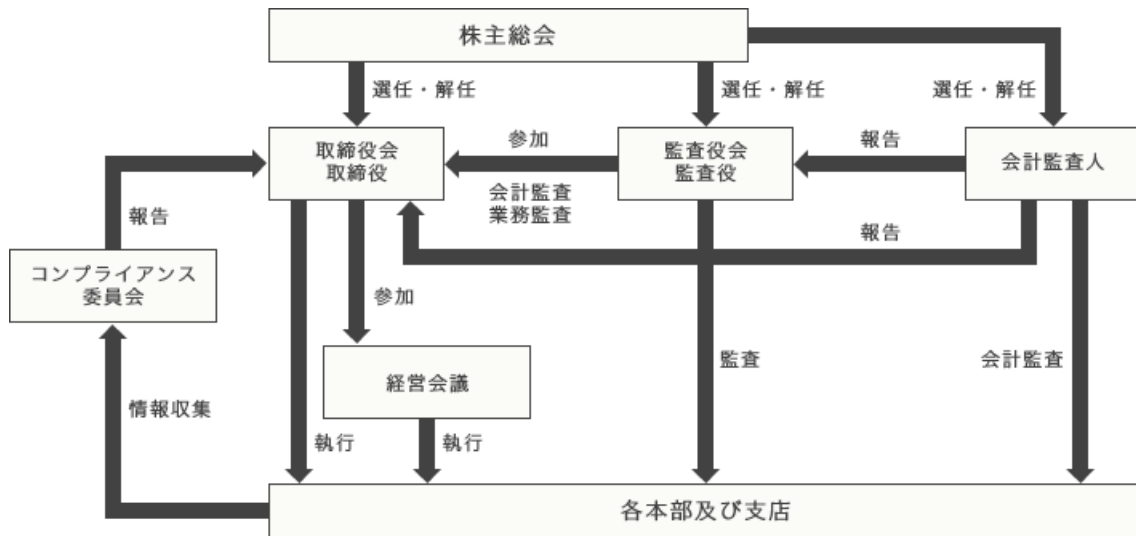 株主総会
選任・解任
選任・解任
選任・解任
取締役会
取締役
参加
会計監査
業務監査
監査役会
監査役
報告
会計監査人
報告
報告
コンプライアンス
委員会
参加
経営会議
監査
会計監査
情報収集
執行
執行
各本部及び支店